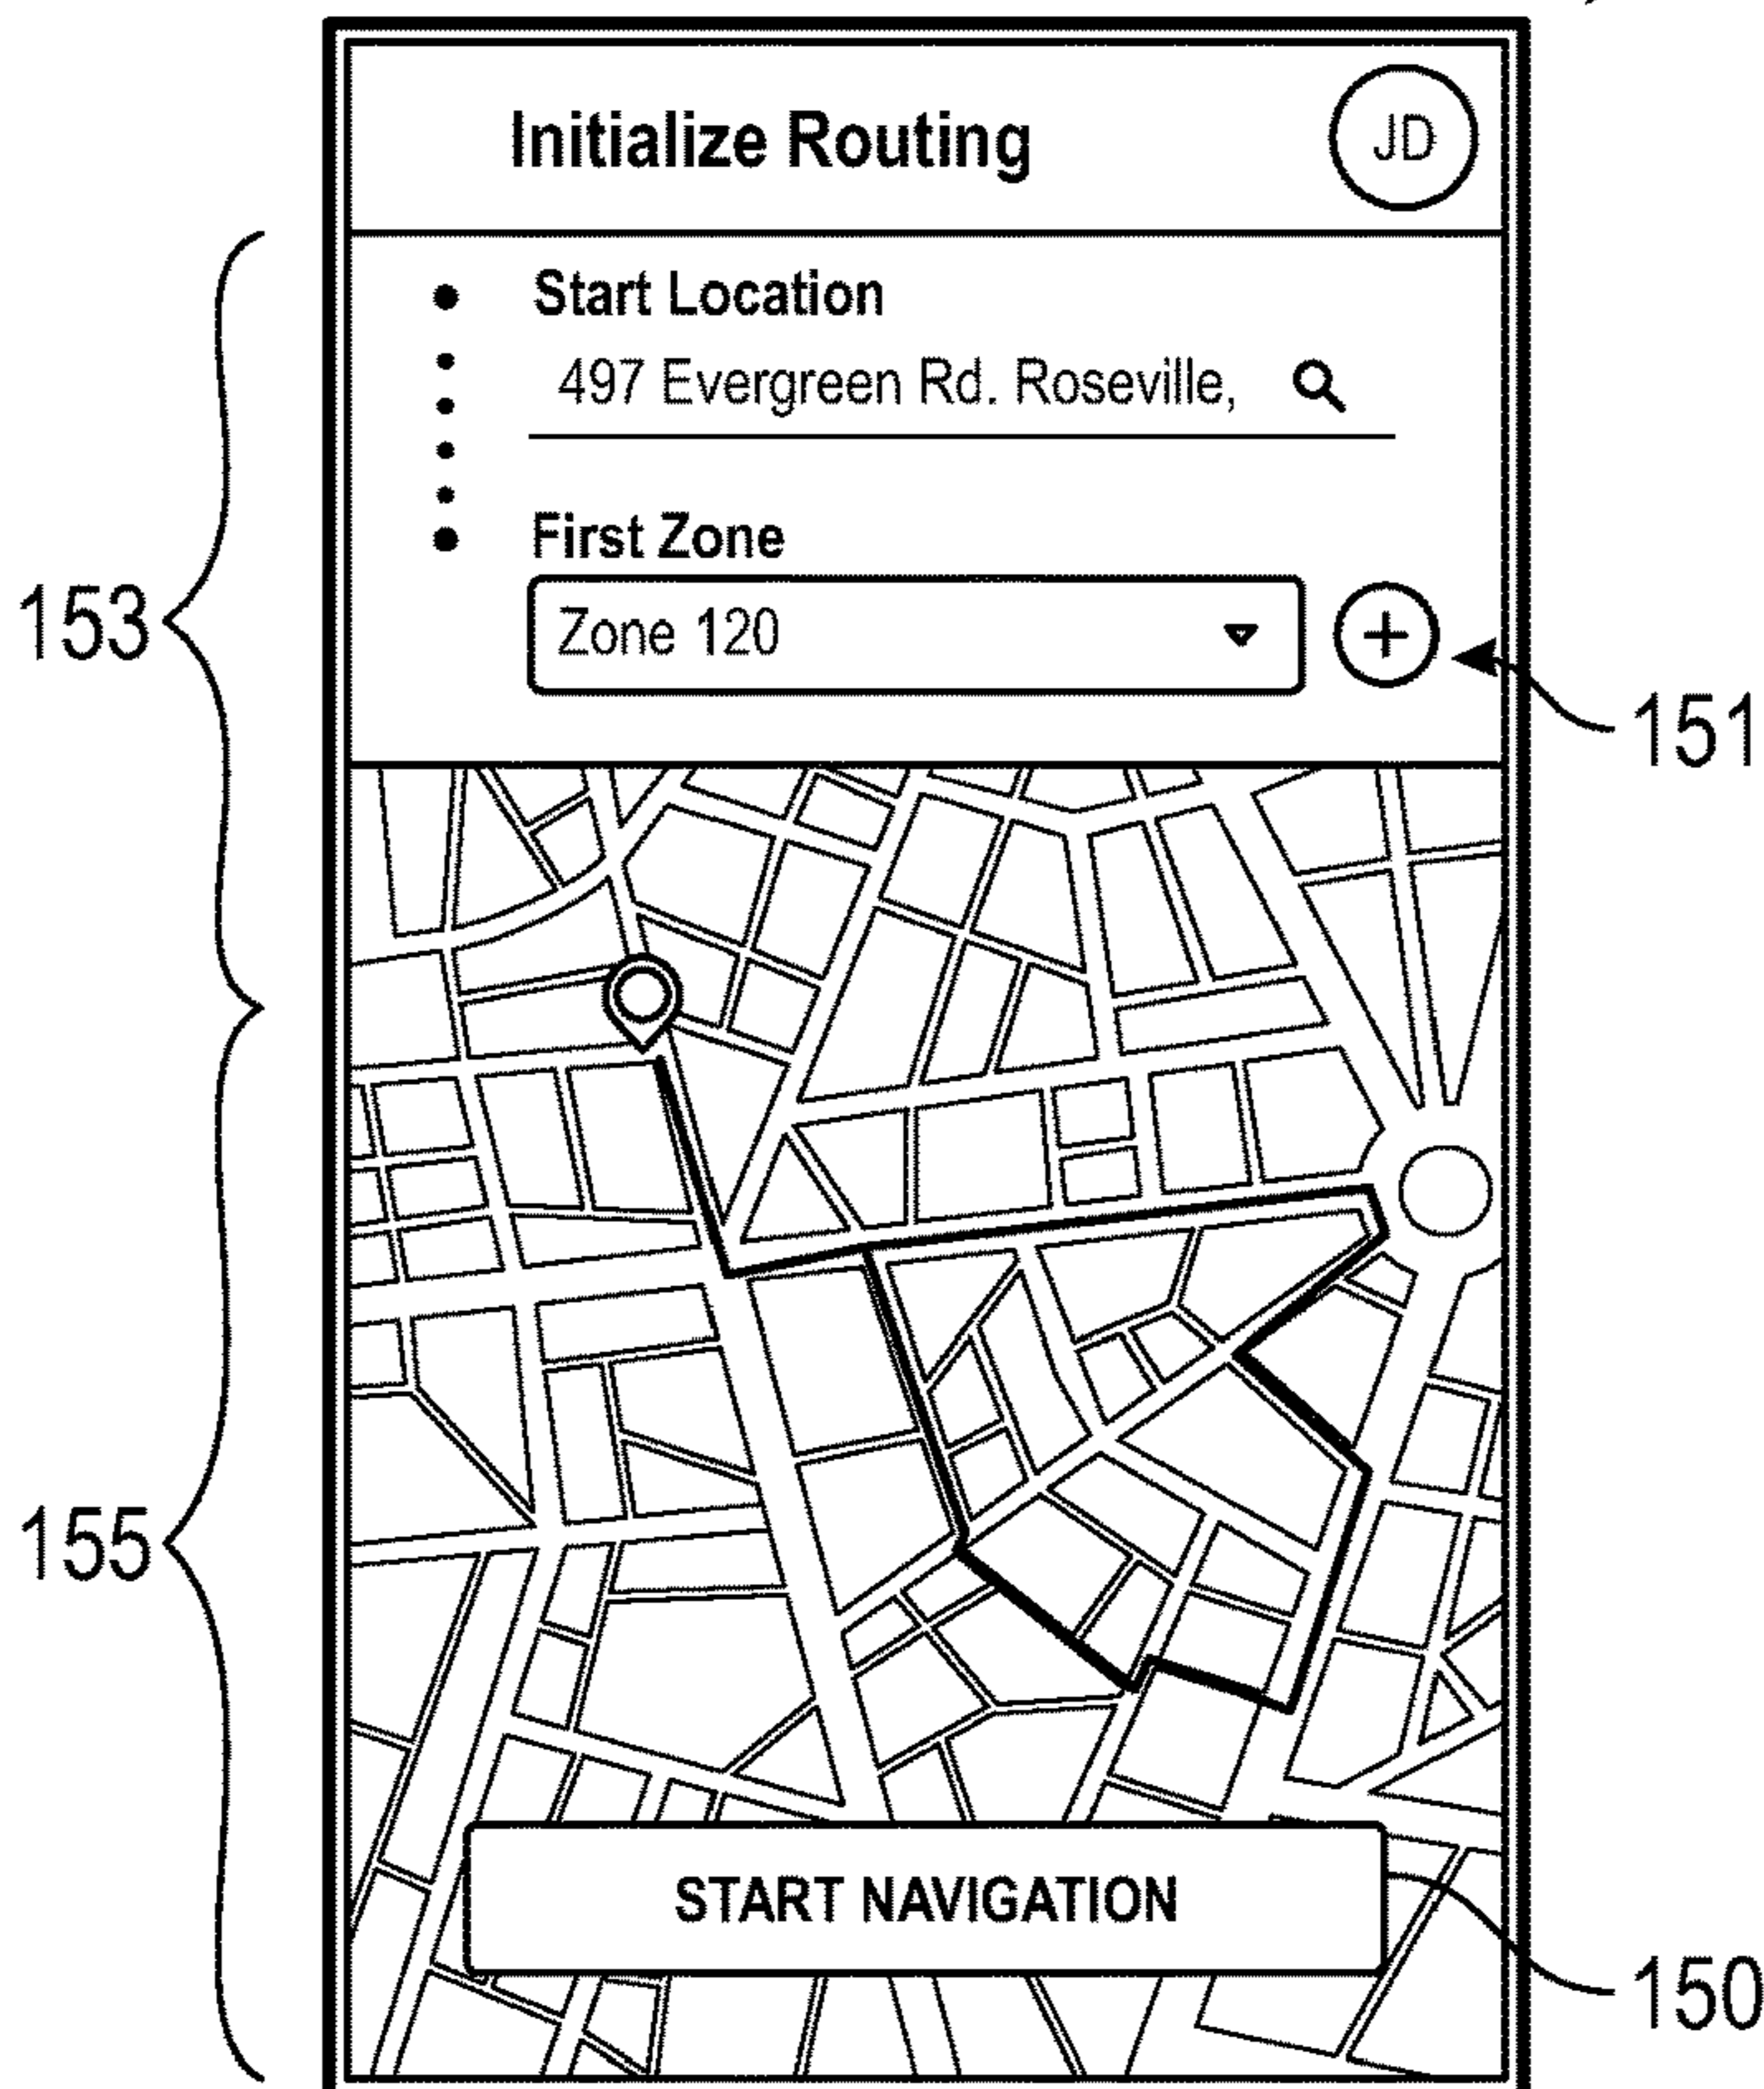 Initialize Routing
JD
Start Location
497 Evergreen Rd. Roseville,
First Zone
Zone 120
+
153
151
155
START NAVIGATION
150